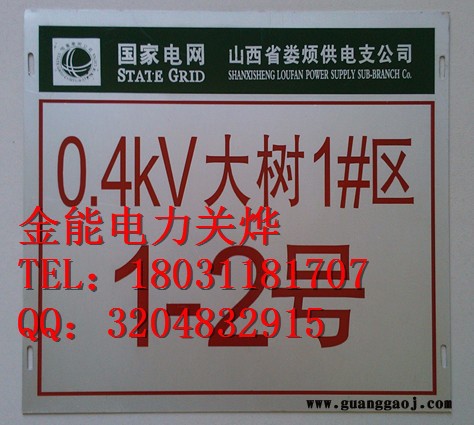 国家电网 山西省娄烦供电支公司
STATE GRID SHANXISHENG LOUFAN POWER SUPPLY SUB-BRANCH Co.
0.4kV大树1#区
金能电力关烨
1-2号
TEL：18031181707
QQ：3204832915
www.guanggaoj.com